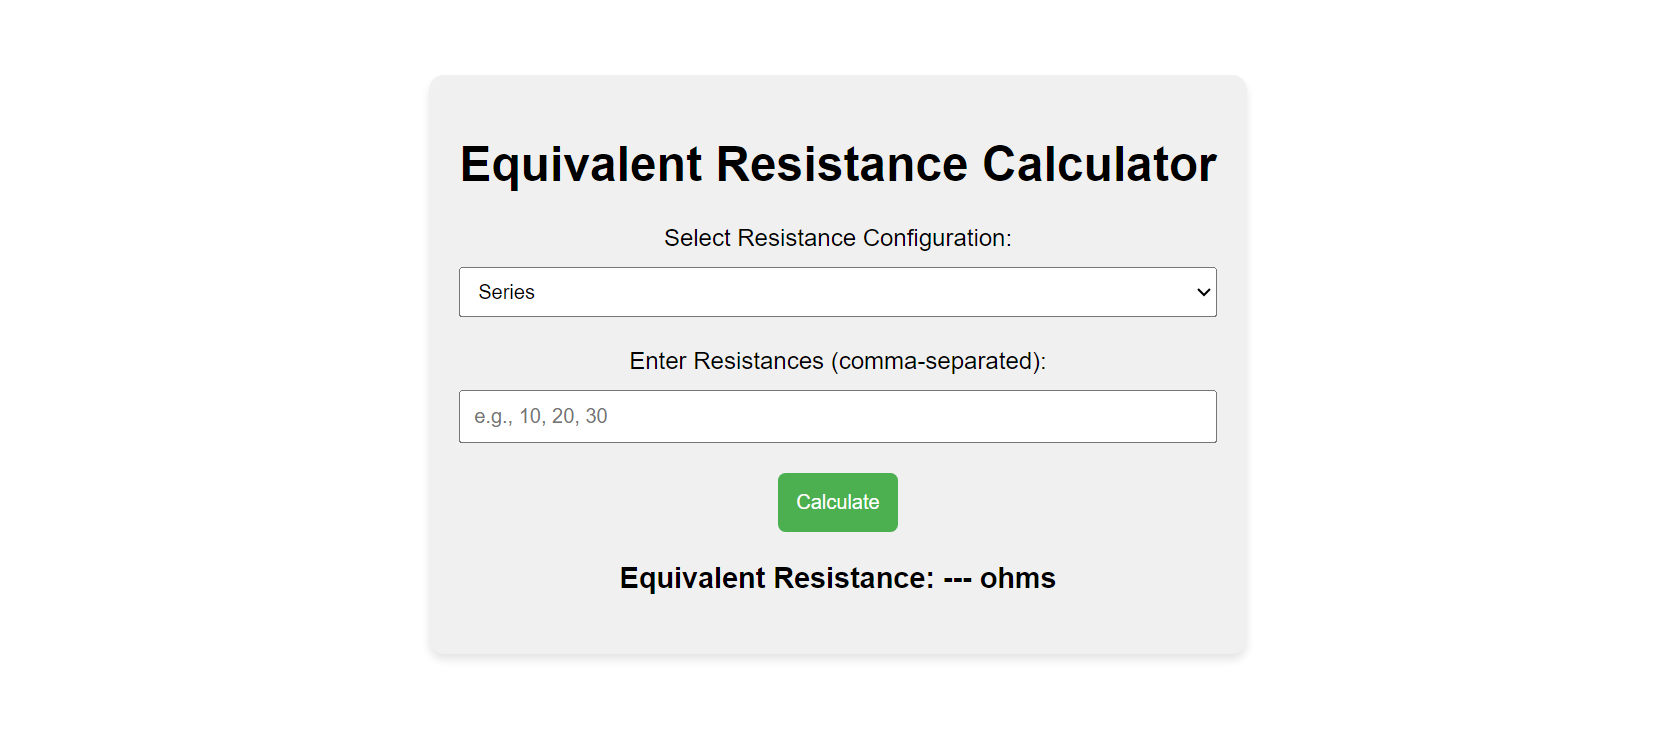 Equivalent Resistance Calculator
Select Resistance Configuration:
Series
Enter Resistances (comma-separated):
e.g., 10, 20, 30
Calculate
Equivalent Resistance: --- ohms